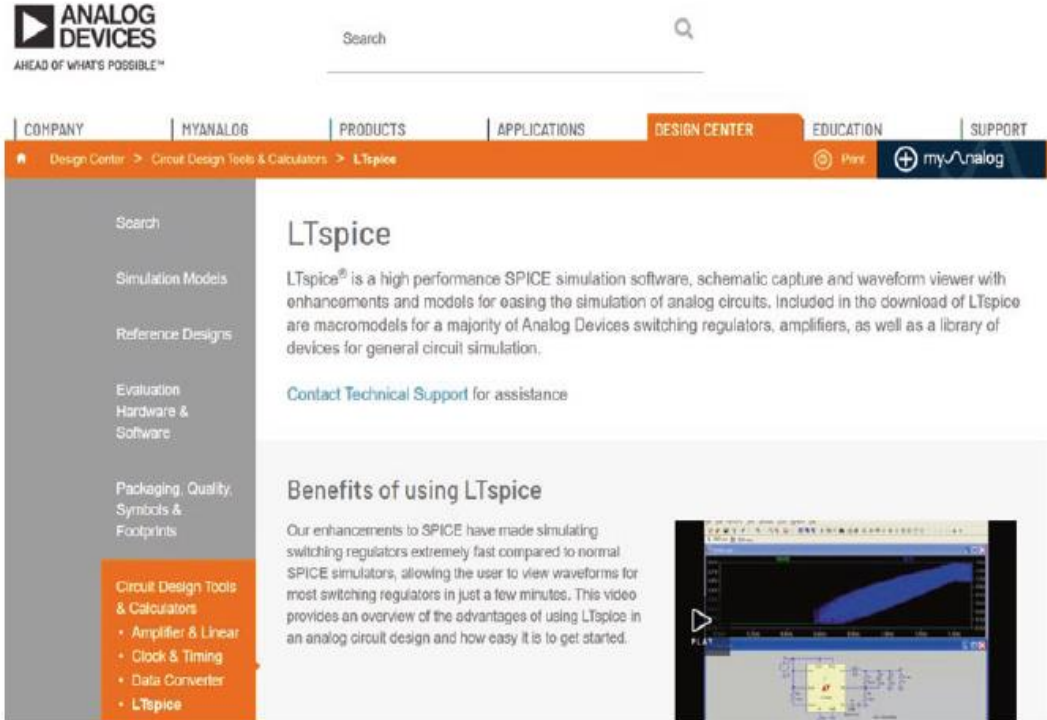 ANALOG
DEVICES
AHEAD OF WHAT'S POSSIBLE™
Search
COMPANY
MYANALOG
PRODUCTS
APPLICATIONS
DESIGN CENTER
EDUCATION
SUPPORT
Design Center > Circuit Design Tools & Calculators > LTspice
Print
myAnalog
Search
Simulation Models
Reference Designs
Evaluation
Hardware &
Software
Packaging, Quality,
Symbols &
Footprints
Circuit Design Tools
& Calculators
• Amplifier & Linear
• Clock & Timing
• Data Converter
• LTspice
LTspice
LTspice® is a high performance SPICE simulation software, schematic capture and waveform viewer with
enhancements and models for easing the simulation of analog circuits. Included in the download of LTspice
are macromodels for a majority of Analog Devices switching regulators, amplifiers, as well as a library of
devices for general circuit simulation.
Contact Technical Support for assistance
Benefits of using LTspice
Our enhancements to SPICE have made simulating
switching regulators extremely fast compared to normal
SPICE simulators, allowing the user to view waveforms for
most switching regulators in just a few minutes. This video
provides an overview of the advantages of using LTspice in
an analog circuit design and how easy it is to get started.
PLAY